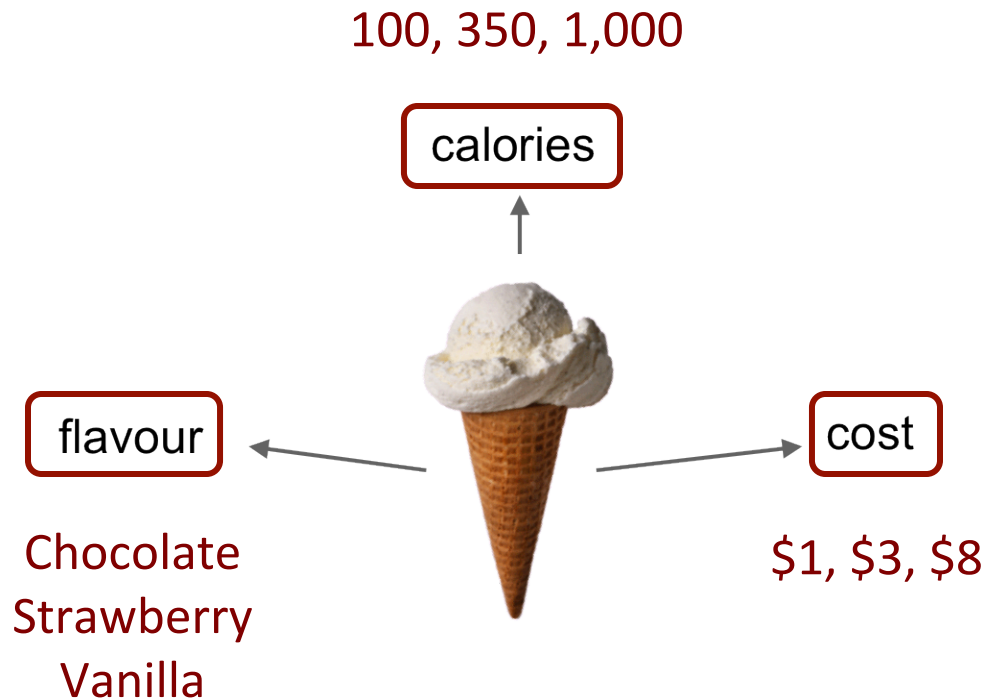 100, 350, 1,000
calories
flavour
cost
Chocolate
Strawberry
Vanilla
$1, $3, $8